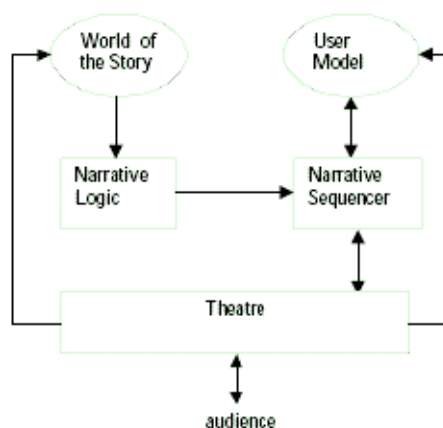 World of
the Story
User
Model
Narrative
Logic
Narrative
Sequencer
Theatre
audience